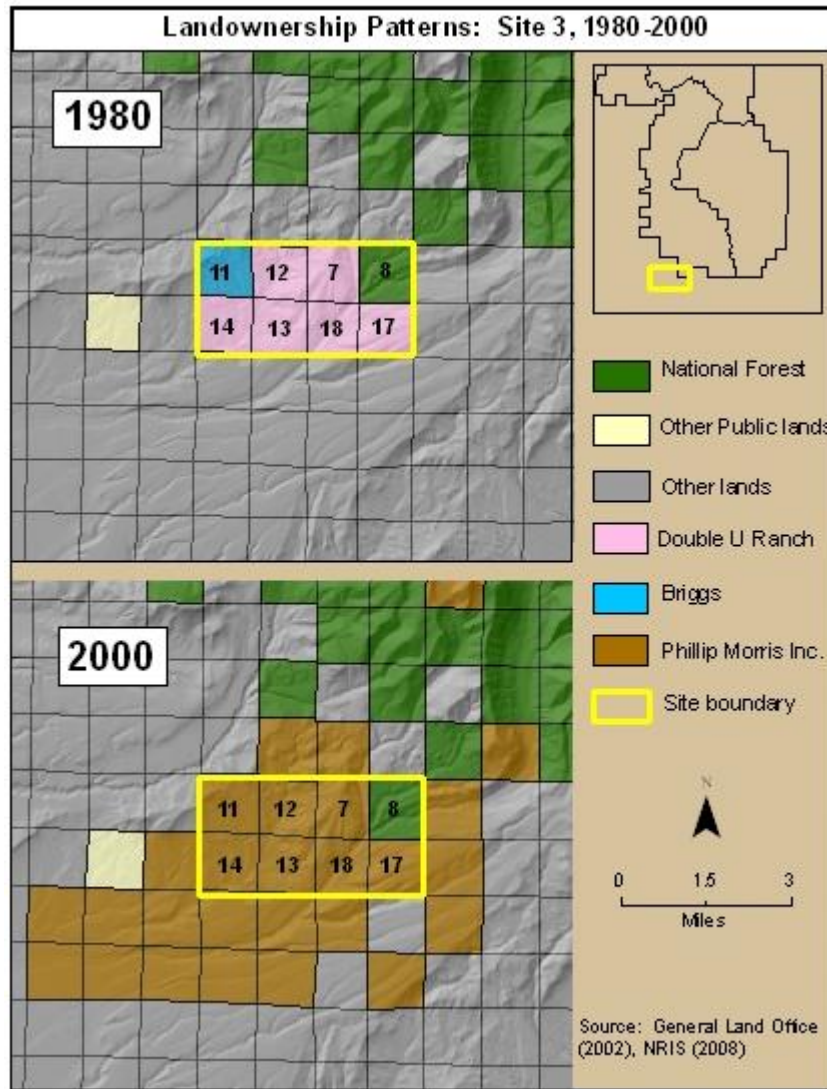 Landownership Patterns: Site 3, 1980-2000
1980
11 12 7 8
14 13 18 17
2000
11 12 7 8
14 13 18 17
National Forest
Other Public lands
Other lands
Double U Ranch
Briggs
Phillip Morris Inc.
Site boundary
N
0 1.5 3
Miles
Source: General Land Office
(2002), NRIS (2008)